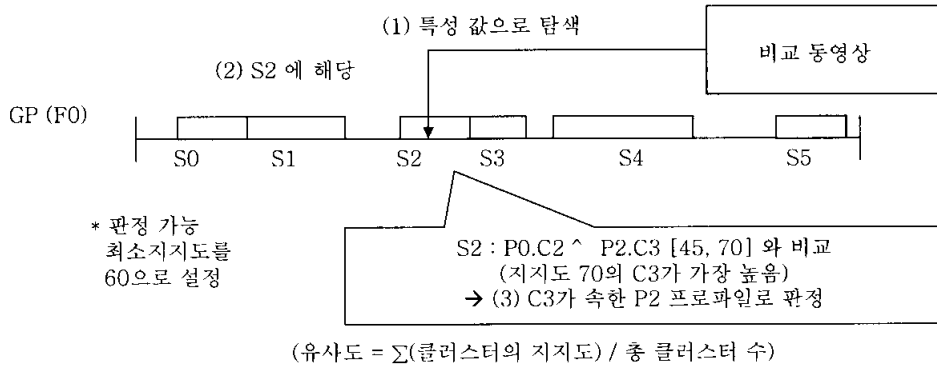 (1) 특성 값으로 탐색
비교 동영상
(2) S2 에 해당
GP (F0)
S0 S1 S2 S3 S4 S5
* 판정 가능
최소지지도를
60으로 설정
S2 : P0.C2 ^ P2.C3 [45, 70] 와 비교
(지지도 70의 C3가 가장 높음)
→ (3) C3가 속한 P2 프로파일로 판정
(유사도 = ∑(클러스터의 지지도) / 총 클러스터 수)